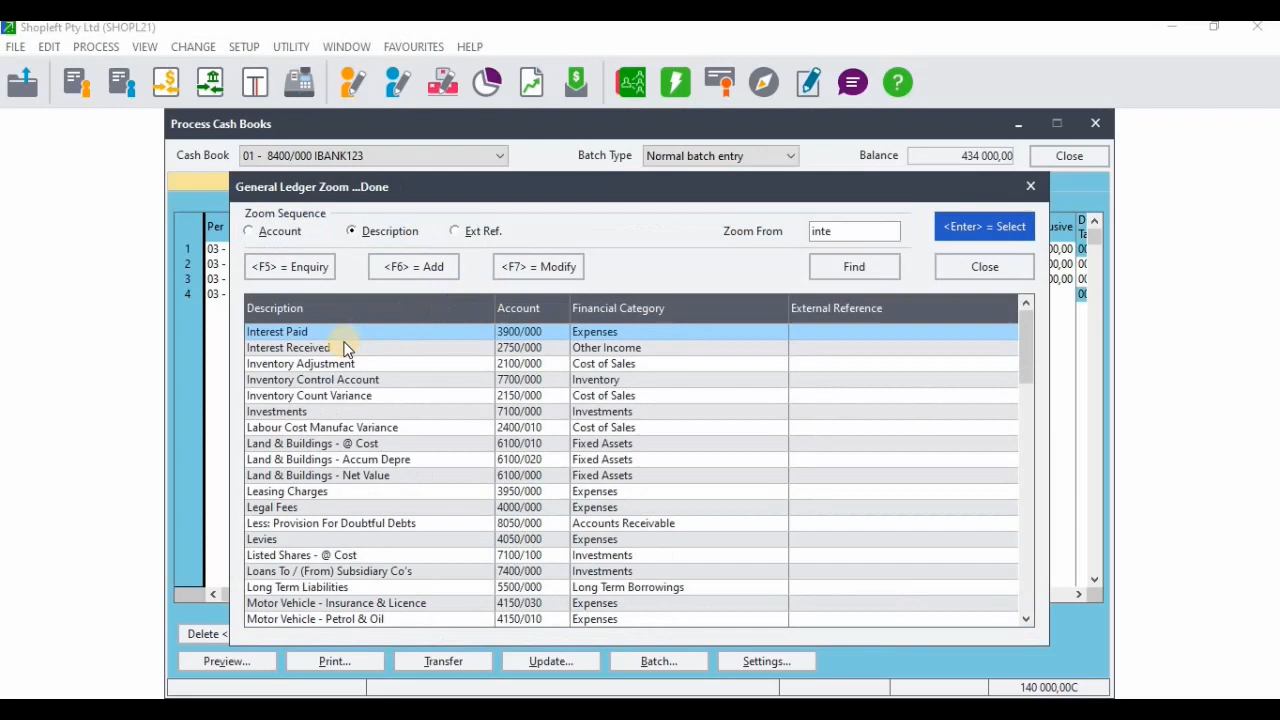 Shopleft Pty Ltd (SHOPL21)
FILE EDIT PROCESS VIEW CHANGE SETUP UTILITY WINDOW FAVOURITES HELP
Process Cash Books
Cash Book 01 - 8400/000 IBANK123 Batch Type Normal batch entry Balance 434 000,00 Close
General Ledger Zoom ...Done
Zoom Sequence
Account Description Ext Ref. Zoom From inte <Enter> = Select
<F5> = Enquiry <F6> = Add <F7> = Modify Find Close
Per
1 03 -
2 03 -
3 03 -
4 03 -
Description Account Financial Category External Reference
Interest Paid 3900/000 Expenses
Interest Received 2750/000 Other Income
Inventory Adjustment 2100/000 Cost of Sales
Inventory Control Account 7700/000 Inventory
Inventory Count Variance 2150/000 Cost of Sales
Investments 7100/000 Investments
Labour Cost Manufac Variance 2400/010 Cost of Sales
Land & Buildings - @ Cost 6100/010 Fixed Assets
Land & Buildings - Accum Depre 6100/020 Fixed Assets
Land & Buildings - Net Value 6100/000 Fixed Assets
Leasing Charges 3950/000 Expenses
Legal Fees 4000/000 Expenses
Less: Provision For Doubtful Debts 8050/000 Accounts Receivable
Levies 4050/000 Expenses
Listed Shares - @ Cost 7100/100 Investments
Loans To / (From) Subsidiary Co's 7400/000 Investments
Long Term Liabilities 5500/000 Long Term Borrowings
Motor Vehicle - Insurance & Licence 4150/030 Expenses
Motor Vehicle - Petrol & Oil 4150/010 Expenses
Delete <
Preview... Print... Transfer Update... Batch... Settings...
140 000,00C